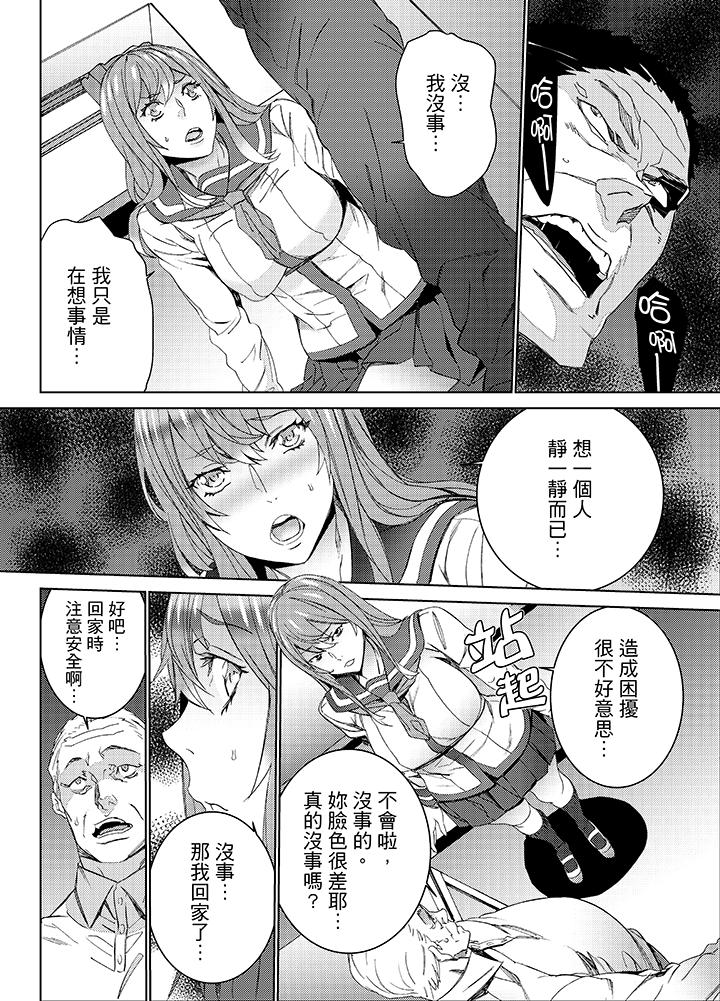 哈啊—
哈啊—
沒…
我沒事…
我只是
在想事情…
想一個人
靜一靜而已…
造成困擾
很不好意思…
站起
不會啦，
沒事的。
妳臉色很差耶…
真的沒事嗎？
沒事…
那我回家了…
好吧…
回家時
注意安全啊…